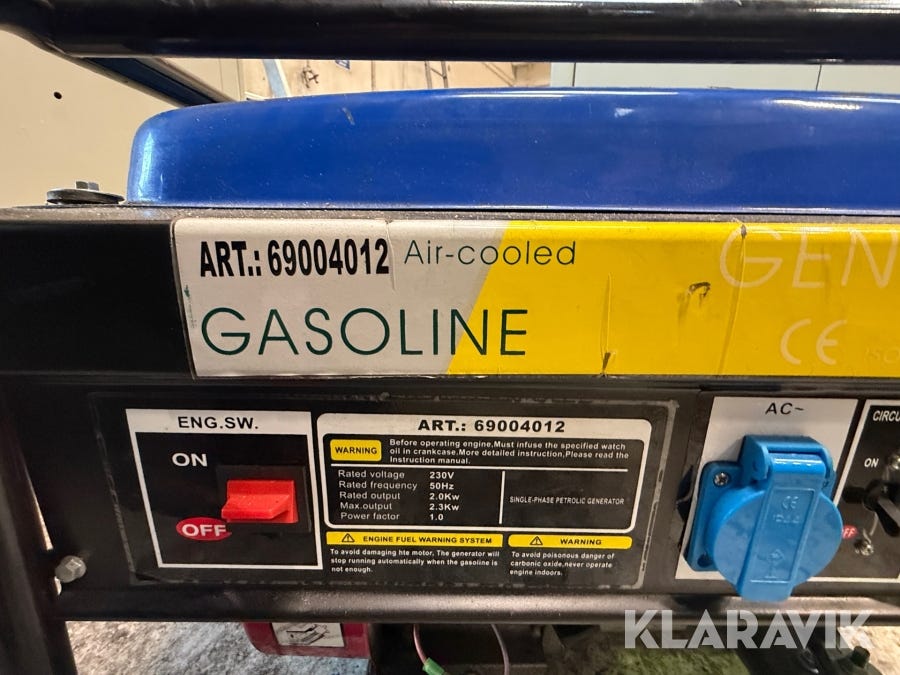 ART.: 69004012 Air-cooled
GASOLINE
GEN
CE
ENG.SW.
ON
OFF
ART.: 69004012
WARNING
Before operating engine,Must infuse the specified watch
oil in crankcase.More detailed instruction,Please read the
Instruction manual.
Rated voltage 230V
Rated frequency 50Hz
Rated output 2.0Kw
Max.output 2.3Kw
Power factor 1.0
SINGLE-PHASE PETROLIC GENERATOR
ENGINE FUEL WARNING SYSTEM
To avoid damaging hte motor, The generator will
stop running automatically when the gasoline is
not enough.
WARNING
To avoid poisonous danger of
carbonic oxide,never operate
engine indoors.
AC~
CIRCU
ON
FF
KLARAVIK